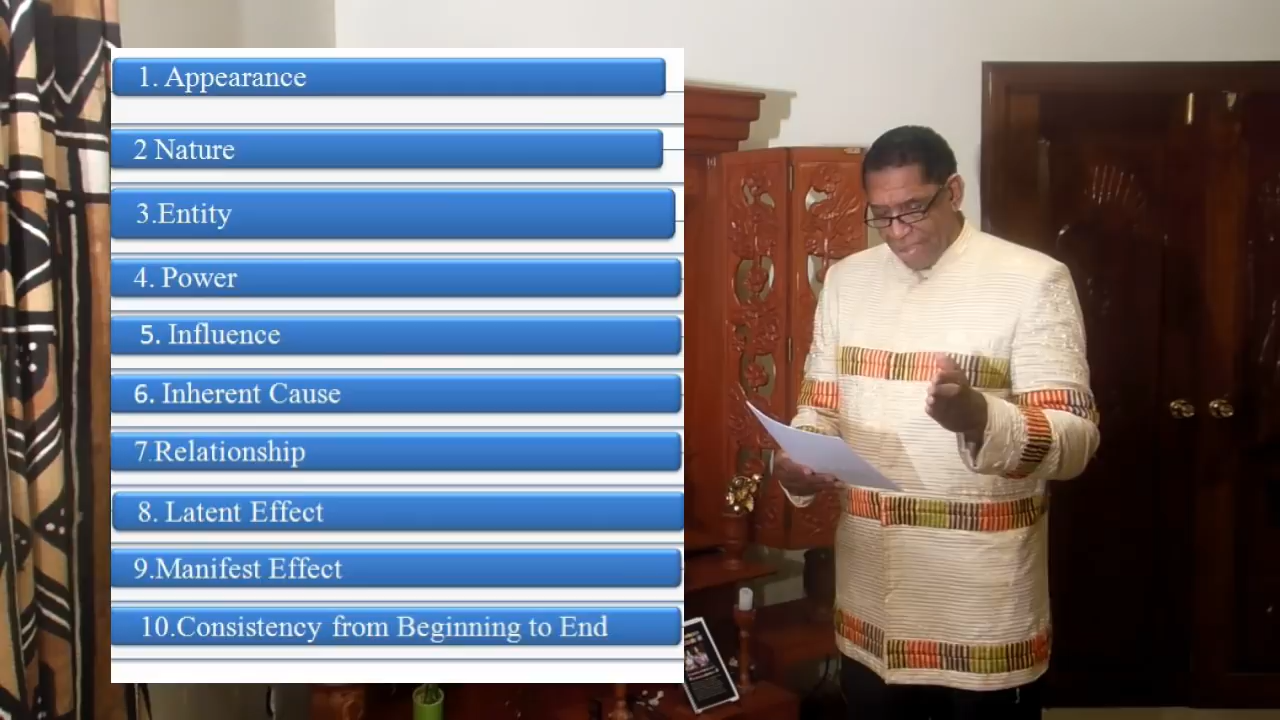 1. Appearance
2 Nature
3.Entity
4. Power
5. Influence
6. Inherent Cause
7.Relationship
8. Latent Effect
9.Manifest Effect
10.Consistency from Beginning to End